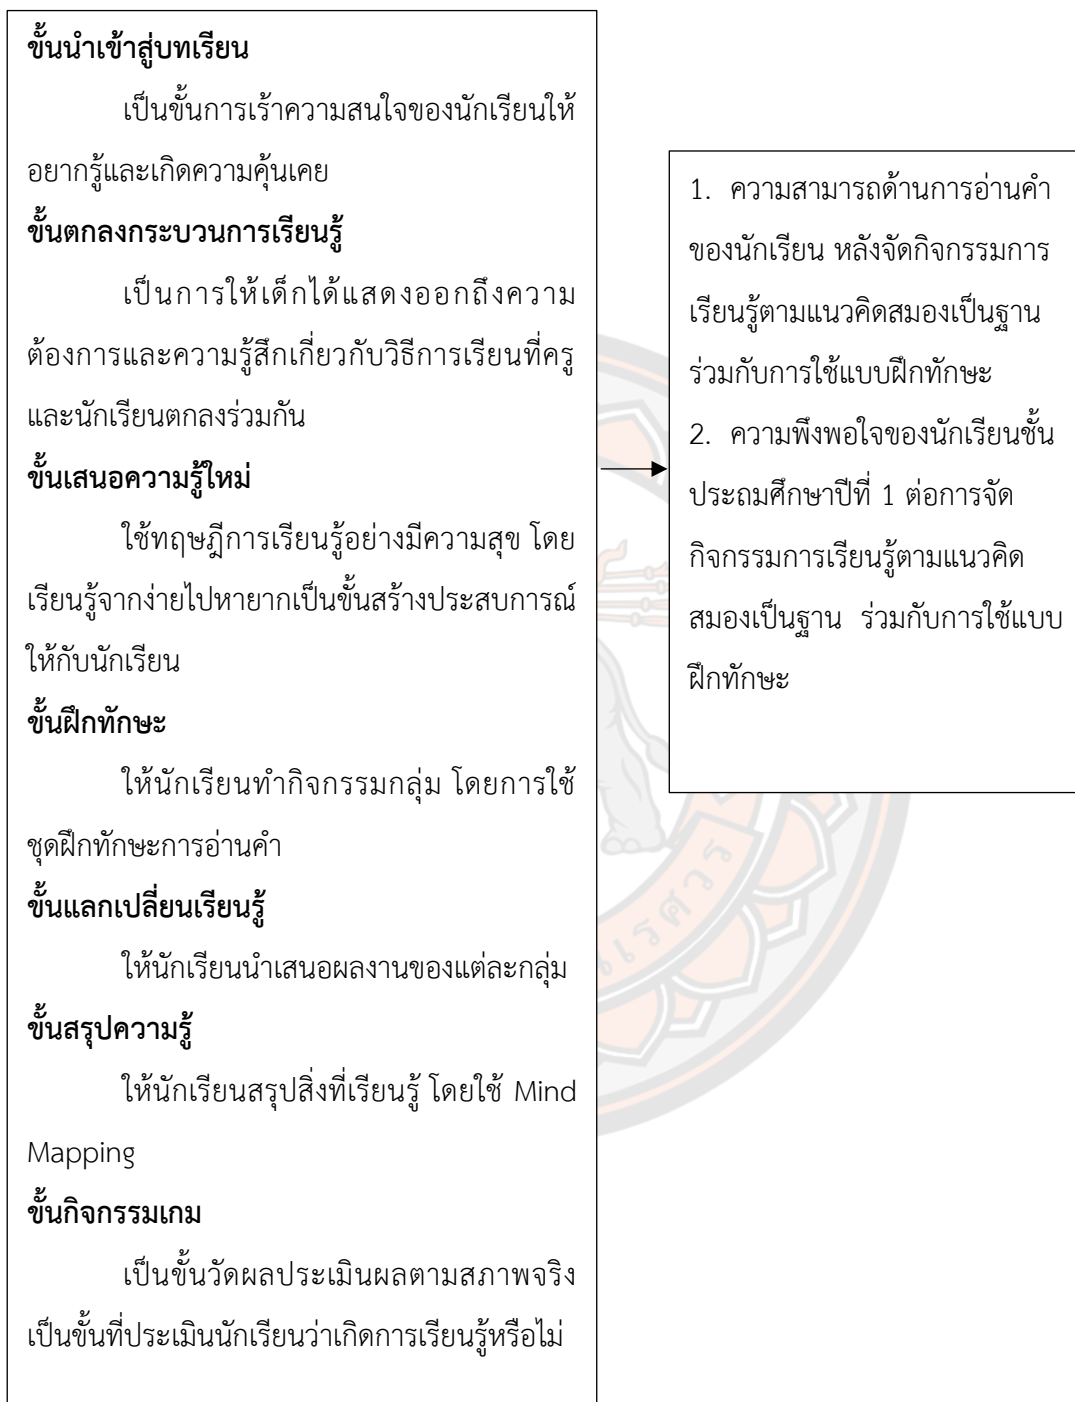 ขั้นนำเข้าสู่บทเรียน
เป็นขั้นการเร้าความสนใจของนักเรียนให้
อยากรู้และเกิดความคุ้นเคย
ขั้นตกลงกระบวนการเรียนรู้
เป็นการให้เด็กได้แสดงออกถึงความ
ต้องการและความรู้สึกเกี่ยวกับวิธีการเรียนที่ครู
และนักเรียนตกลงร่วมกัน
ขั้นเสนอความรู้ใหม่
ใช้ทฤษฎีการเรียนรู้อย่างมีความสุข โดย
เรียนรู้จากง่ายไปหายากเป็นขั้นสร้างประสบการณ์
ให้กับนักเรียน
ขั้นฝึกทักษะ
ให้นักเรียนทำกิจกรรมกลุ่ม โดยการใช้
ชุดฝึกทักษะการอ่านคำ
ขั้นแลกเปลี่ยนเรียนรู้
ให้นักเรียนนำเสนอผลงานของแต่ละกลุ่ม
ขั้นสรุปความรู้
ให้นักเรียนสรุปสิ่งที่เรียนรู้ โดยใช้ Mind
Mapping
ขั้นกิจกรรมเกม
เป็นขั้นวัดผลประเมินผลตามสภาพจริง
เป็นขั้นที่ประเมินนักเรียนว่าเกิดการเรียนรู้หรือไม่
1. ความสามารถด้านการอ่านคำ
ของนักเรียน หลังจัดกิจกรรมการ
เรียนรู้ตามแนวคิดสมองเป็นฐาน
ร่วมกับการใช้แบบฝึกทักษะ
2. ความพึงพอใจของนักเรียนชั้น
ประถมศึกษาปีที่ 1 ต่อการจัด
กิจกรรมการเรียนรู้ตามแนวคิด
สมองเป็นฐาน ร่วมกับการใช้แบบ
ฝึกทักษะ
นเรศวร